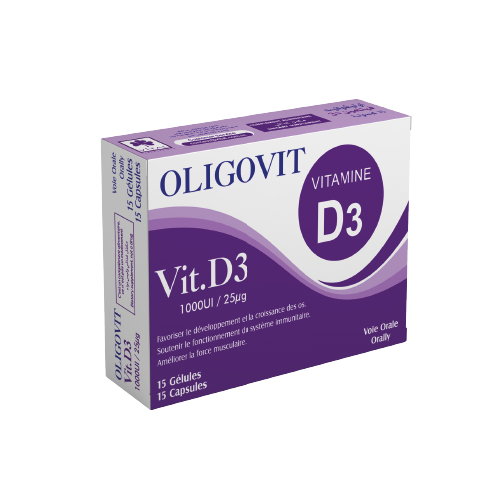 OLIGOVIT
VITAMINE
D3
Vit.D3
1000UI / 25µg
Favoriser le développement et la croissance des os.
Soutenir le fonctionnement du système immunitaire.
Améliorer la force musculaire.
15 Gélules
15 Capsules
Voie Orale
Orally
Voie Orale
Orally
15 Gélules
15 Capsules
OLIGOVIT
Vit.D3
1000UI / 25µg